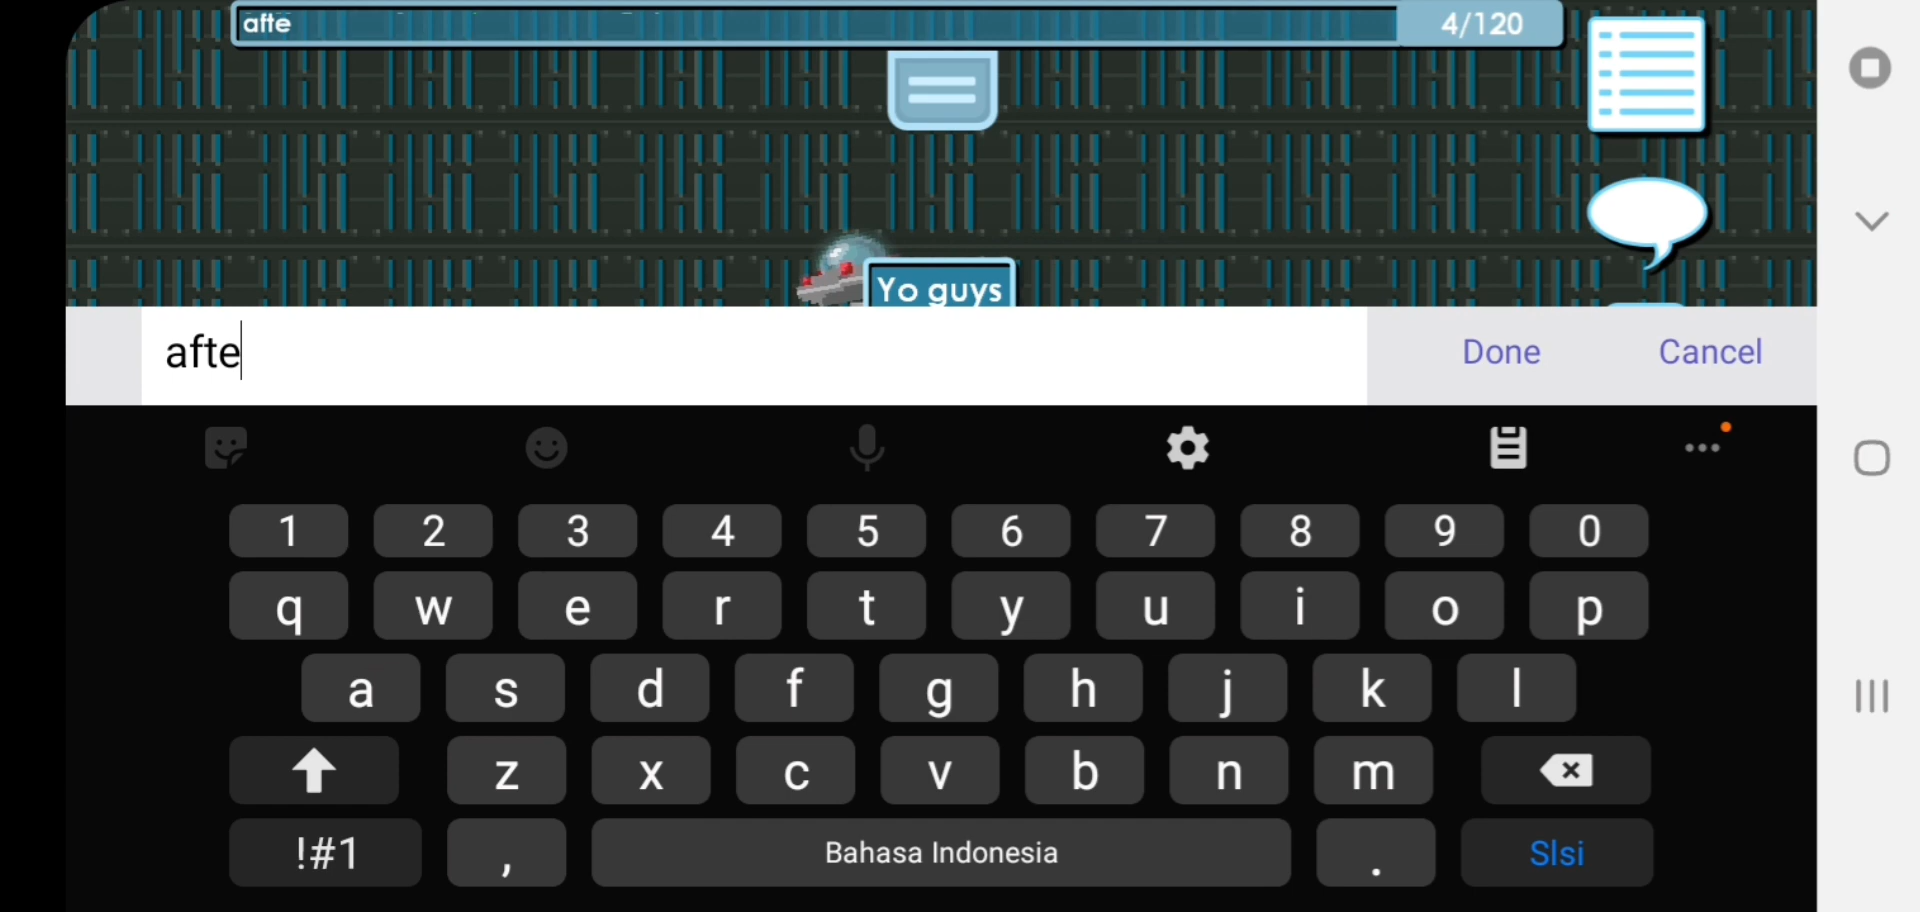 afte
4/120
Yo guys
afte
Done
Cancel
1 2 3 4 5 6 7 8 9 0
q w e r t y u i o p
a s d f g h j k l
z x c v b n m
!#1 , Bahasa Indonesia . Slsi